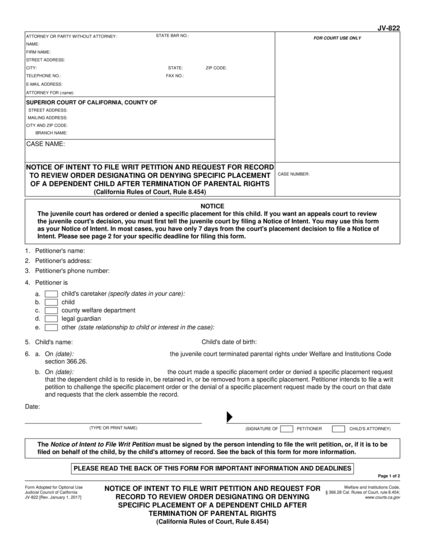 JV-822
ATTORNEY OR PARTY WITHOUT ATTORNEY: STATE BAR NO.:
FOR COURT USE ONLY
NAME:
FIRM NAME:
STREET ADDRESS:
CITY: STATE: ZIP CODE:
TELEPHONE NO.: FAX NO.:
E-MAIL ADDRESS:
ATTORNEY FOR (name):
SUPERIOR COURT OF CALIFORNIA, COUNTY OF
STREET ADDRESS:
MAILING ADDRESS:
CITY AND ZIP CODE:
BRANCH NAME:
CASE NAME:
NOTICE OF INTENT TO FILE WRIT PETITION AND REQUEST FOR RECORD
TO REVIEW ORDER DESIGNATING OR DENYING SPECIFIC PLACEMENT
OF A DEPENDENT CHILD AFTER TERMINATION OF PARENTAL RIGHTS
(California Rules of Court, Rule 8.454)
CASE NUMBER:
NOTICE
The juvenile court has ordered or denied a specific placement for this child. If you want an appeals court to review
the juvenile court's decision, you must first tell the juvenile court by filing a Notice of Intent. You may use this form
as your Notice of Intent. In most cases, you have only 7 days from the court's placement decision to file a Notice of
Intent. Please see page 2 for your specific deadline for filing this form.
1. Petitioner's name:
2. Petitioner's address:
3. Petitioner's phone number:
4. Petitioner is
a. child's caretaker (specify dates in your care):
b. child
c. county welfare department
d. legal guardian
e. other (state relationship to child or interest in the case):
5. Child's name: Child's date of birth:
6. a. On (date): the juvenile court terminated parental rights under Welfare and Institutions Code
section 366.26.
b. On (date): the court made a specific placement order or denied a specific placement request
that the dependent child is to reside in, be retained in, or be removed from a specific placement. Petitioner intends to file a writ
petition to challenge the specific placement order or the denial of a specific placement request made by the court on that date
and requests that the clerk assemble the record.
Date:
(TYPE OR PRINT NAME) (SIGNATURE OF PETITIONER CHILD'S ATTORNEY)
The Notice of Intent to File Writ Petition must be signed by the person intending to file the writ petition, or, if it is to be
filed on behalf of the child, by the child's attorney of record. See the back of this form for more information.
PLEASE READ THE BACK OF THIS FORM FOR IMPORTANT INFORMATION AND DEADLINES
Page 1 of 2
Form Adopted for Optional Use
Judicial Council of California
JV-822 [Rev. January 1, 2017]
NOTICE OF INTENT TO FILE WRIT PETITION AND REQUEST FOR
RECORD TO REVIEW ORDER DESIGNATING OR DENYING
SPECIFIC PLACEMENT OF A DEPENDENT CHILD AFTER
TERMINATION OF PARENTAL RIGHTS
(California Rules of Court, Rule 8.454)
Welfare and Institutions Code,
§ 366.28 Cal. Rules of Court, rule 8.454;
www.courts.ca.gov